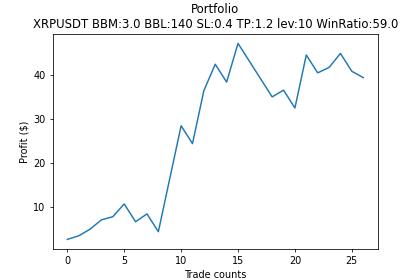 Portfolio
XRPUSDT BBM:3.0 BBL:140 SL:0.4 TP:1.2 lev:10 WinRatio:59.0
Profit ($)
40
30
20
10
0 5 10 15 20 25
Trade counts